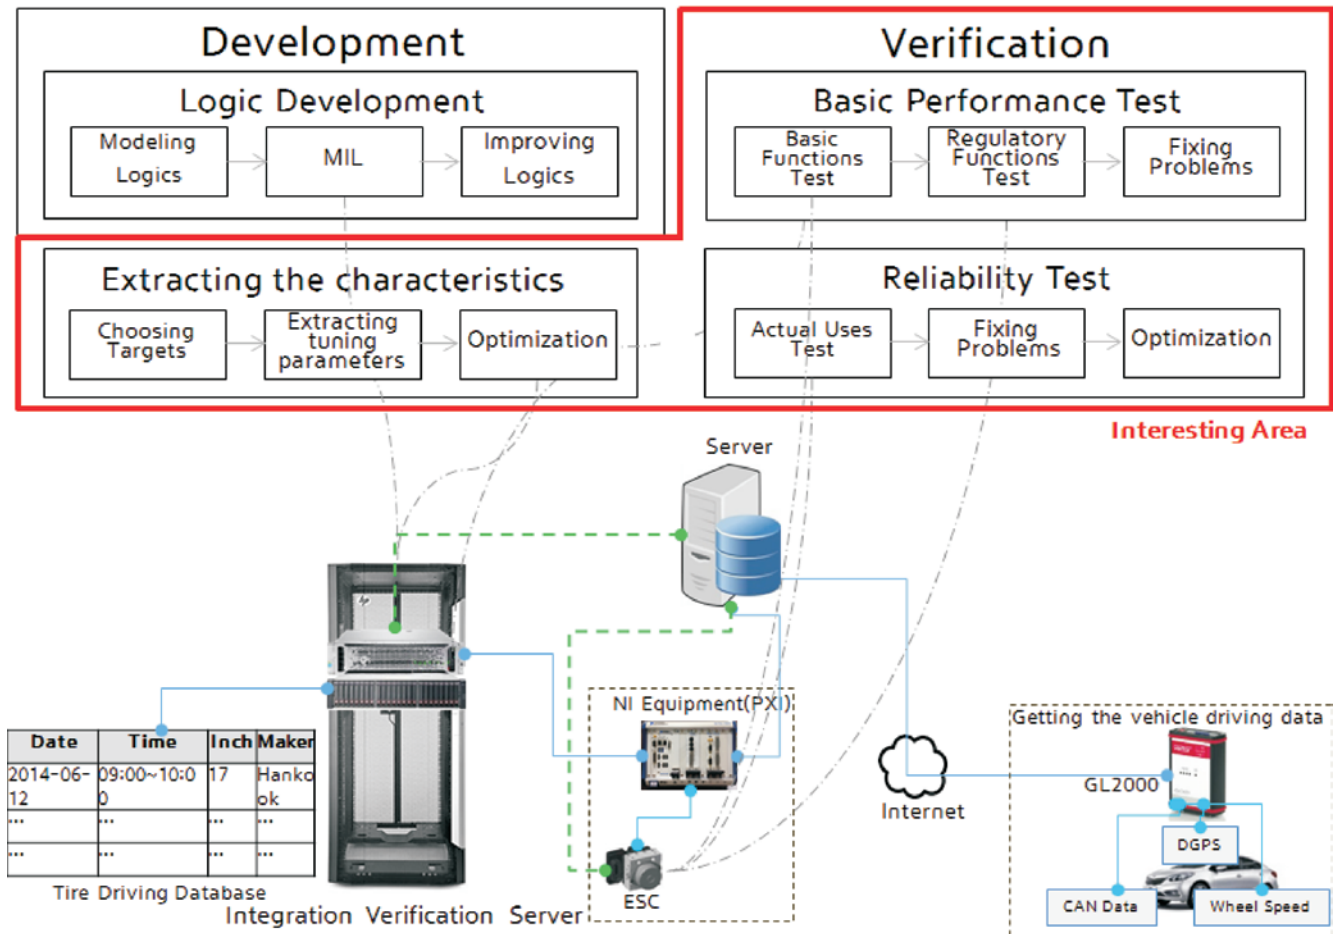 Development
Logic Development
Modeling
Logics
MIL
Improving
Logics
Verification
Basic Performance Test
Basic
Functions
Test
Regulatory
Functions
Test
Fixing
Problems
Extracting the characteristics
Choosing
Targets
Extracting
tuning
parameters
Optimization
Reliability Test
Actual Uses
Test
Fixing
Problems
Optimization
Interesting Area
Server
NI Equipment(PXI)
ESC
Internet
Getting the vehicle driving data
GL2000
DGPS
CAN Data
Wheel Speed
Date Time Inch Maker
2014-06- 09:00~10:0 17 Hanko
12 0 ok
... ... ... ...
... ... ... ...
Tire Driving Database
Integration Verification Server